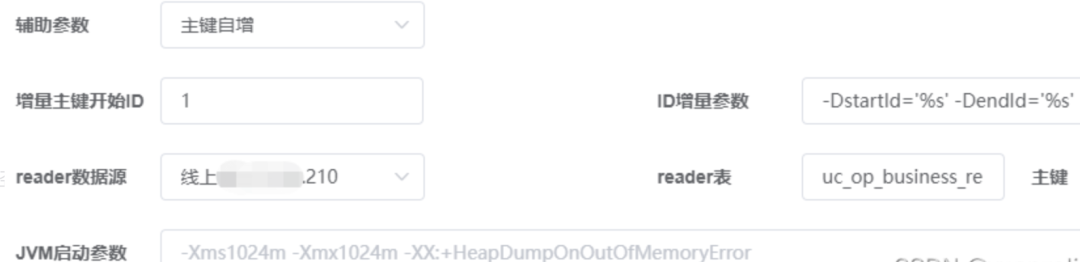 辅助参数 主键自增
增量主键开始ID 1 ID增量参数 -DstartId='%s' -DendId='%s'
reader数据源 线上 .210 reader表 uc_op_business_re 主键
JVM启动参数 -Xms1024m -Xmx1024m -XX:+HeapDumpOnOutOfMemoryError